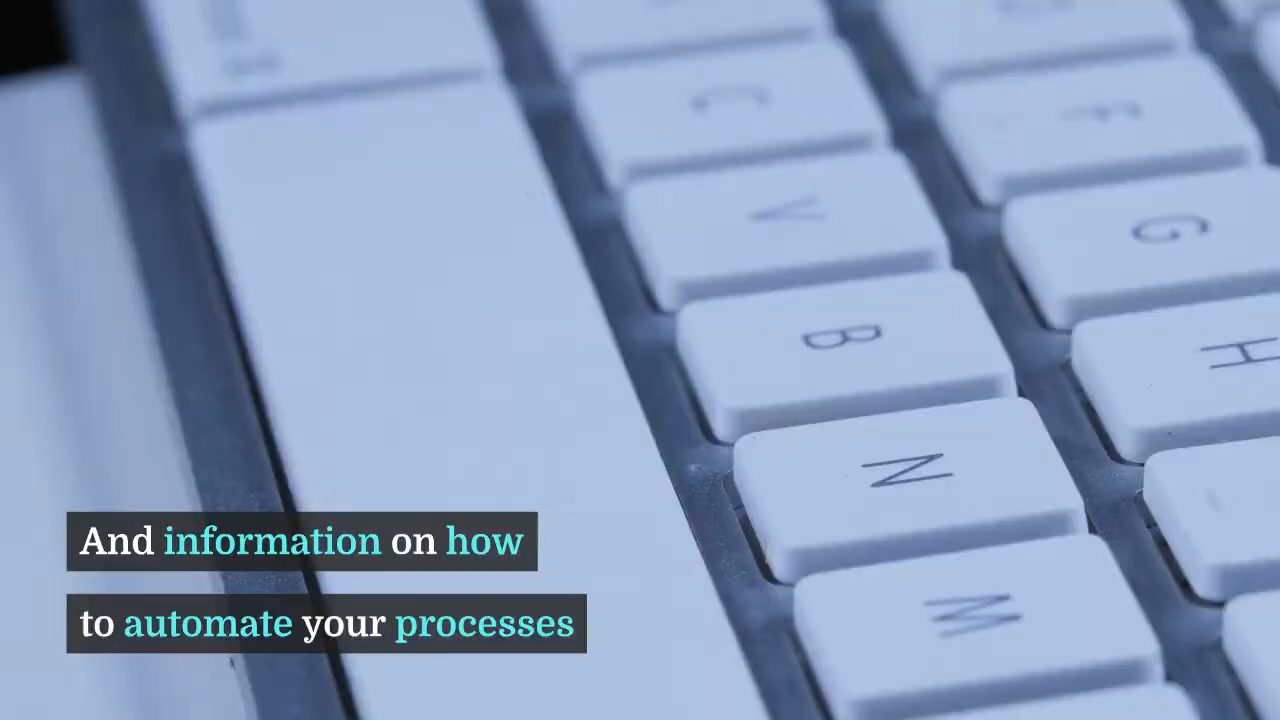 And information on how
to automate your processes
C
F
V
G
B
H
N
M